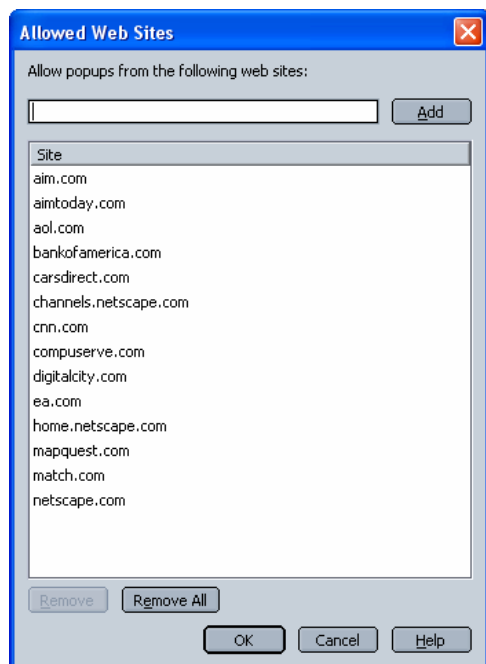 Allowed Web Sites
Allow popups from the following web sites:
Add
Site
aim.com
aimtoday.com
aol.com
bankofamerica.com
carsdirect.com
channels.netscape.com
cnn.com
compuserve.com
digitalcity.com
ea.com
home.netscape.com
mapquest.com
match.com
netscape.com
Remove Remove All
OK Cancel Help